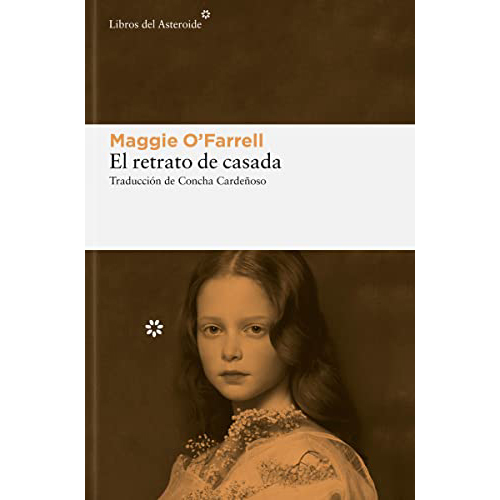 Libros del Asteroide
Maggie O'Farrell
El retrato de casada
Traducción de Concha Cardeñoso